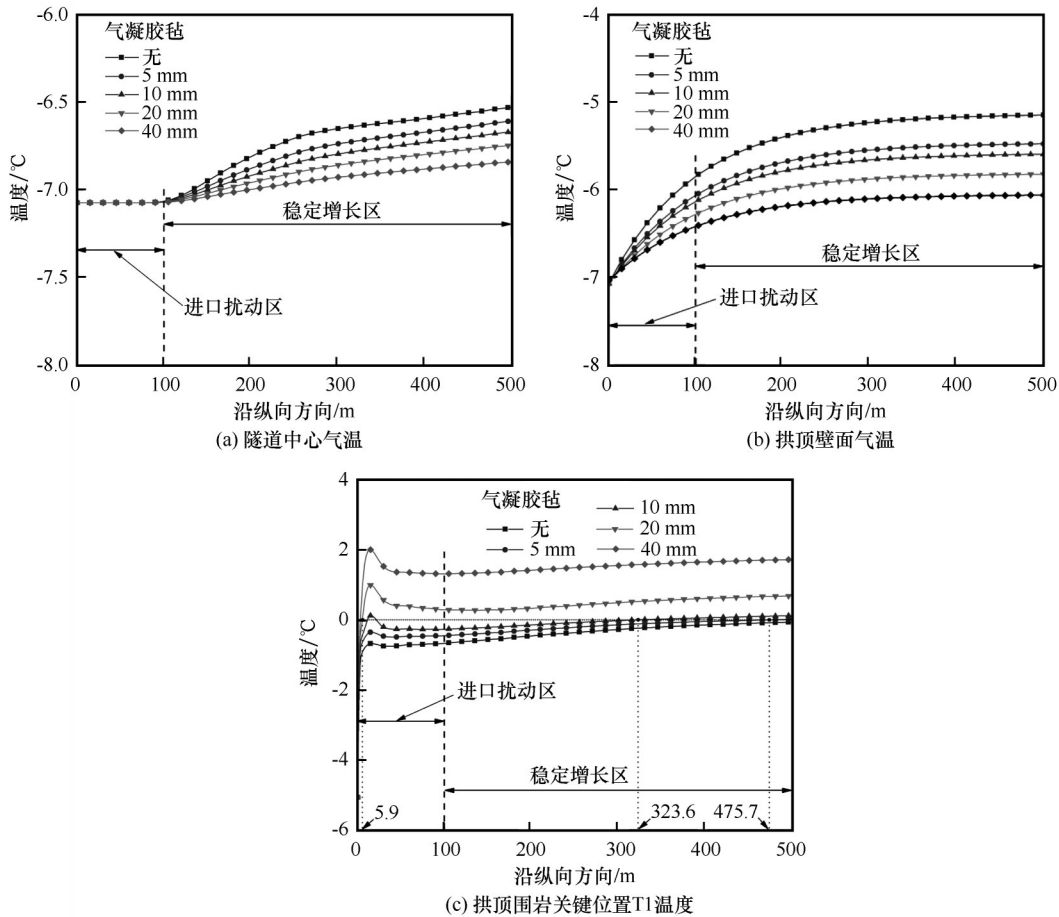 气凝胶毡
无
5 mm
10 mm
20 mm
40 mm
-6.0
-6.5
-7.0
-7.5
-8.0
温度/℃
稳定增长区
进口扰动区
0 100 200 300 400 500
沿纵向方向/m
(a) 隧道中心气温
气凝胶毡
无
5 mm
10 mm
20 mm
40 mm
-4
-5
-6
-7
-8
温度/℃
稳定增长区
进口扰动区
0 100 200 300 400 500
沿纵向方向/m
(b) 拱顶壁面气温
气凝胶毡
无
5 mm
10 mm
20 mm
40 mm
4
2
0
-2
-4
-6
温度/℃
进口扰动区
稳定增长区
5.9
323.6
475.7
0 100 200 300 400 500
沿纵向方向/m
(c) 拱顶围岩关键位置T1温度